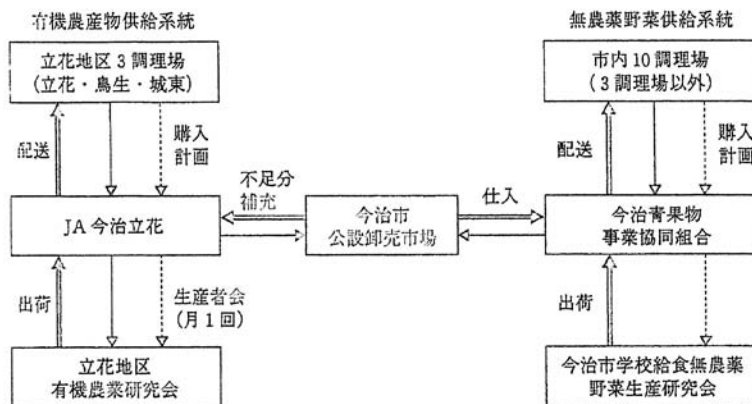 有機農産物供給系統
無農薬野菜供給系統
立花地区3調理場
(立花・鳥生・城東)
市内10調理場
(3調理場以外)
配送
購入
計画
配送
購入
計画
不足分
補充
仕入
JA今治立花
今治市
公設卸売市場
今治青果物
事業協同組合
出荷
生産者会
(月1回)
出荷
立花地区
有機農業研究会
今治市学校給食無農薬
野菜生産研究会